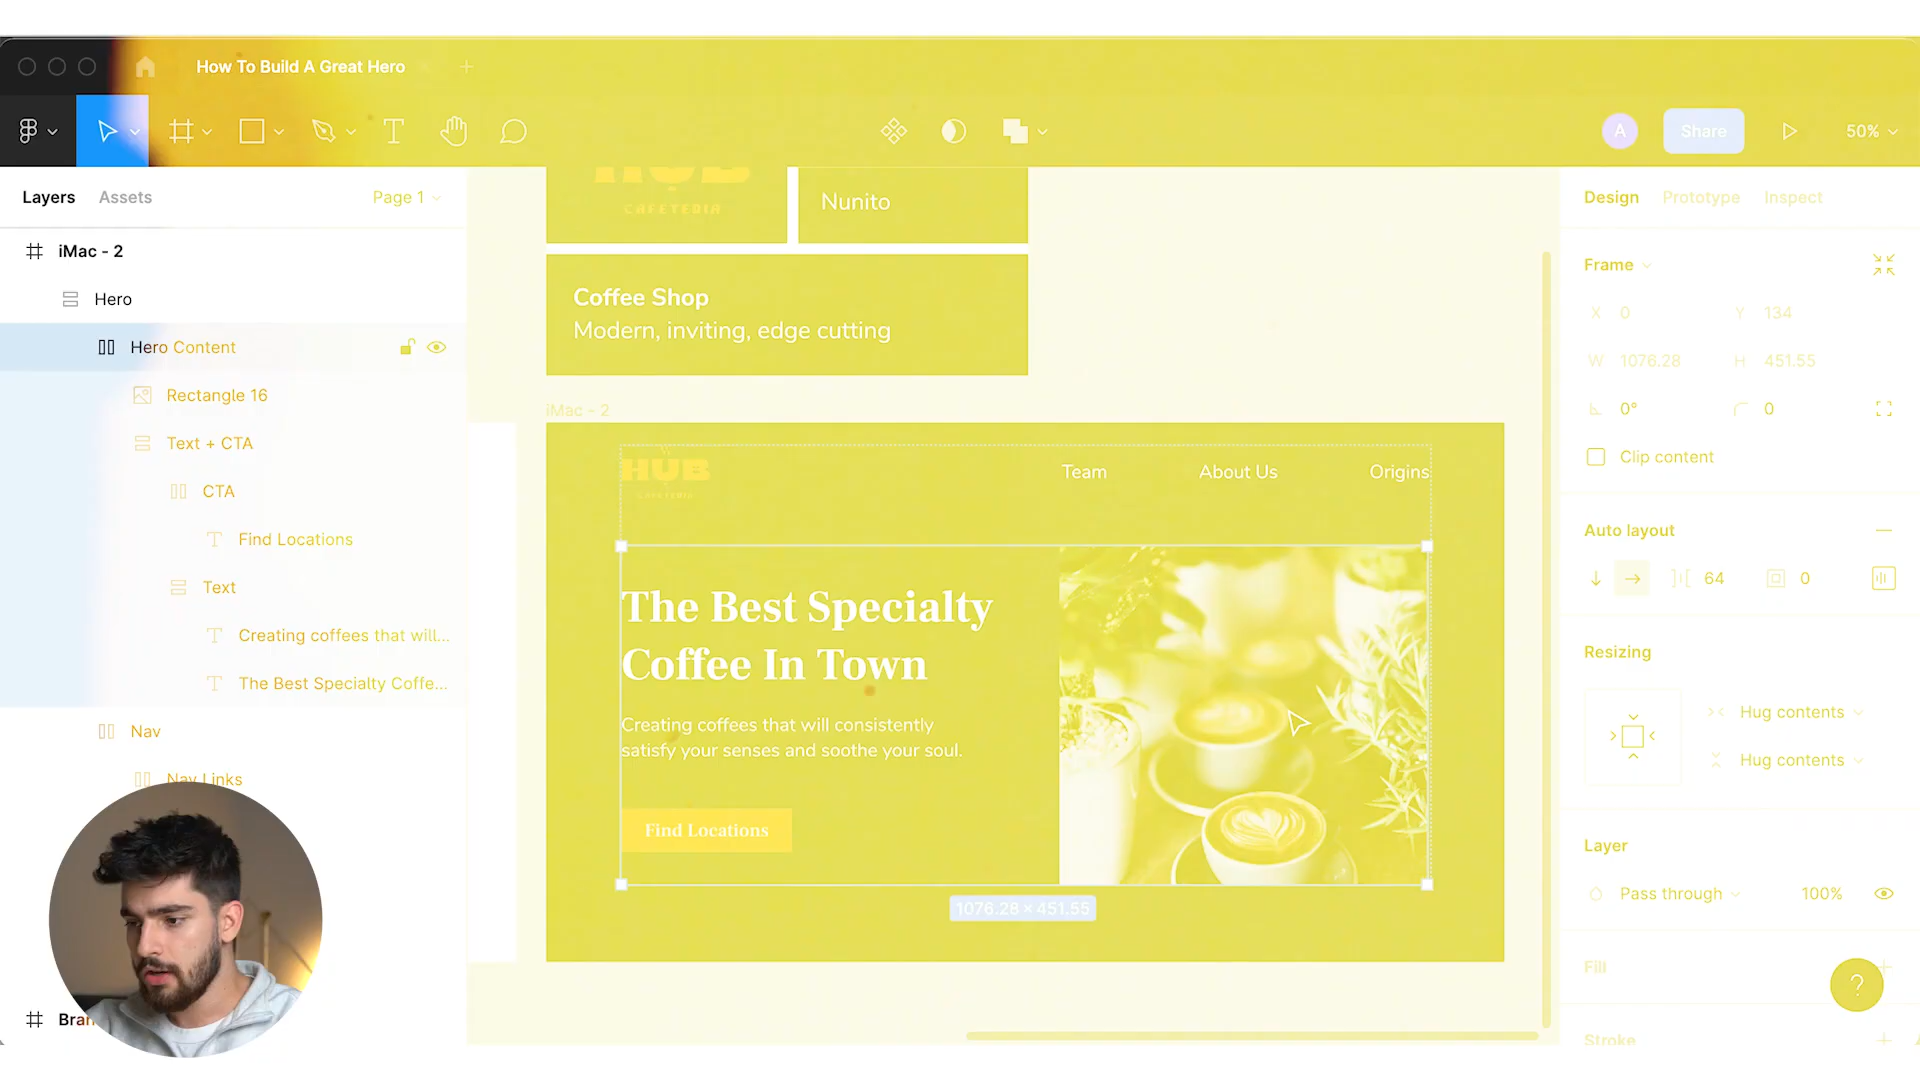 How To Build A Great Hero
A
Share
50%
Layers
Assets
Page 1
iMac - 2
Hero
Hero Content
Rectangle 16
Text + CTA
CTA
Find Locations
Text
Creating coffees that will...
The Best Specialty Coffe...
Nav
Nav Links
HUB
CAFETERIA
Nunito
Coffee Shop
Modern, inviting, edge cutting
iMac - 2
HUB
CAFETERIA
Team
About Us
Origins
The Best Specialty
Coffee In Town
Creating coffees that will consistently
satisfy your senses and soothe your soul.
Find Locations
1076.28 × 451.55
Design
Prototype
Inspect
Frame
X 0
Y 134
W 1076.28
H 451.55
0°
0
Clip content
Auto layout
64
0
Resizing
Hug contents
Hug contents
Layer
Pass through
100%
Fill
?
Stroke